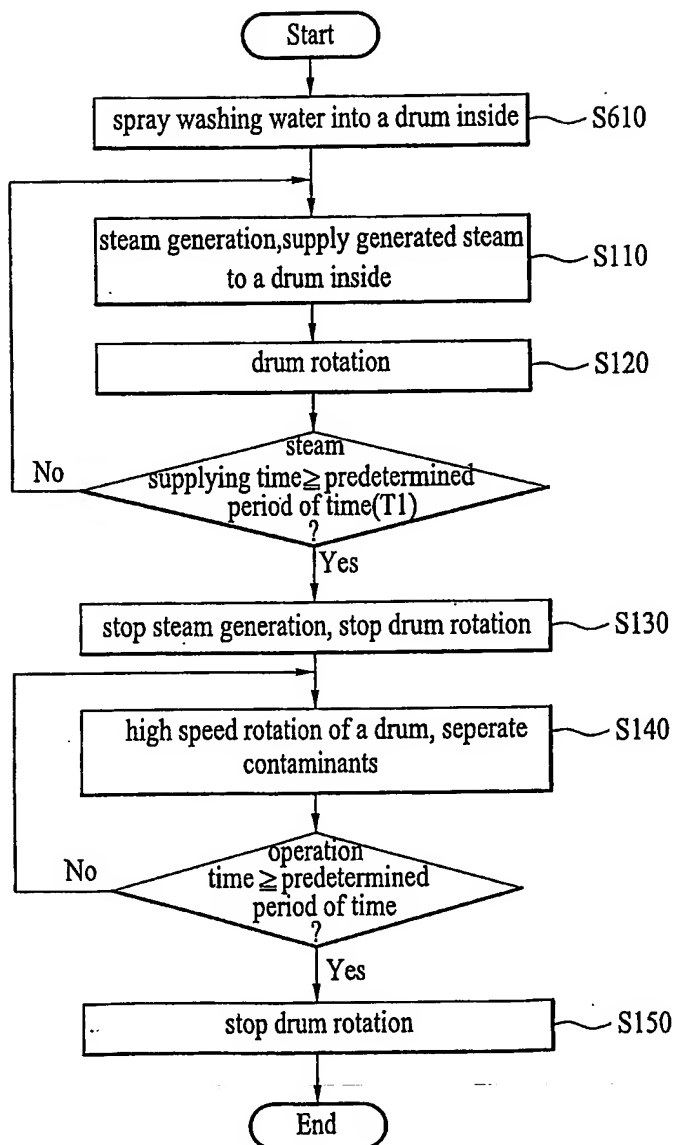 Start
spray washing water into a drum inside
S610
steam generation,supply generated steam
to a drum inside
S110
drum rotation
S120
steam
supplying time≧predetermined
period of time(T1)
?
No
Yes
stop steam generation, stop drum rotation
S130
high speed rotation of a drum, seperate
contaminants
S140
operation
time≧predetermined
period of time
?
No
Yes
stop drum rotation
S150
End